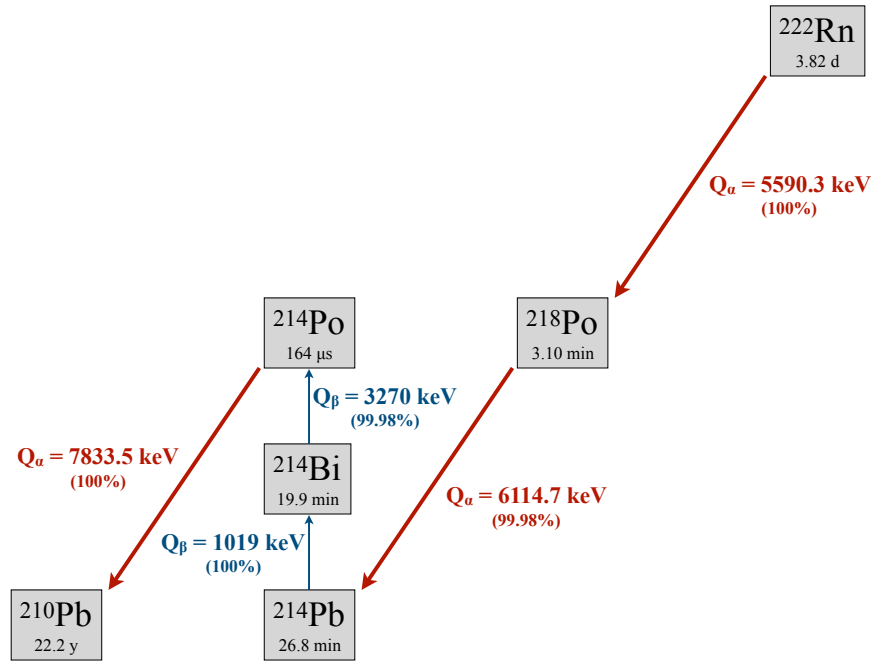 ²²²Rn
3.82 d
Qα = 5590.3 keV
(100%)
²¹⁴Po
164 μs
²¹⁸Po
3.10 min
Qβ = 3270 keV
(99.98%)
Qα = 7833.5 keV
(100%)
²¹⁴Bi
19.9 min
Qα = 6114.7 keV
(99.98%)
Qβ = 1019 keV
(100%)
²¹⁰Pb
22.2 y
²¹⁴Pb
26.8 min